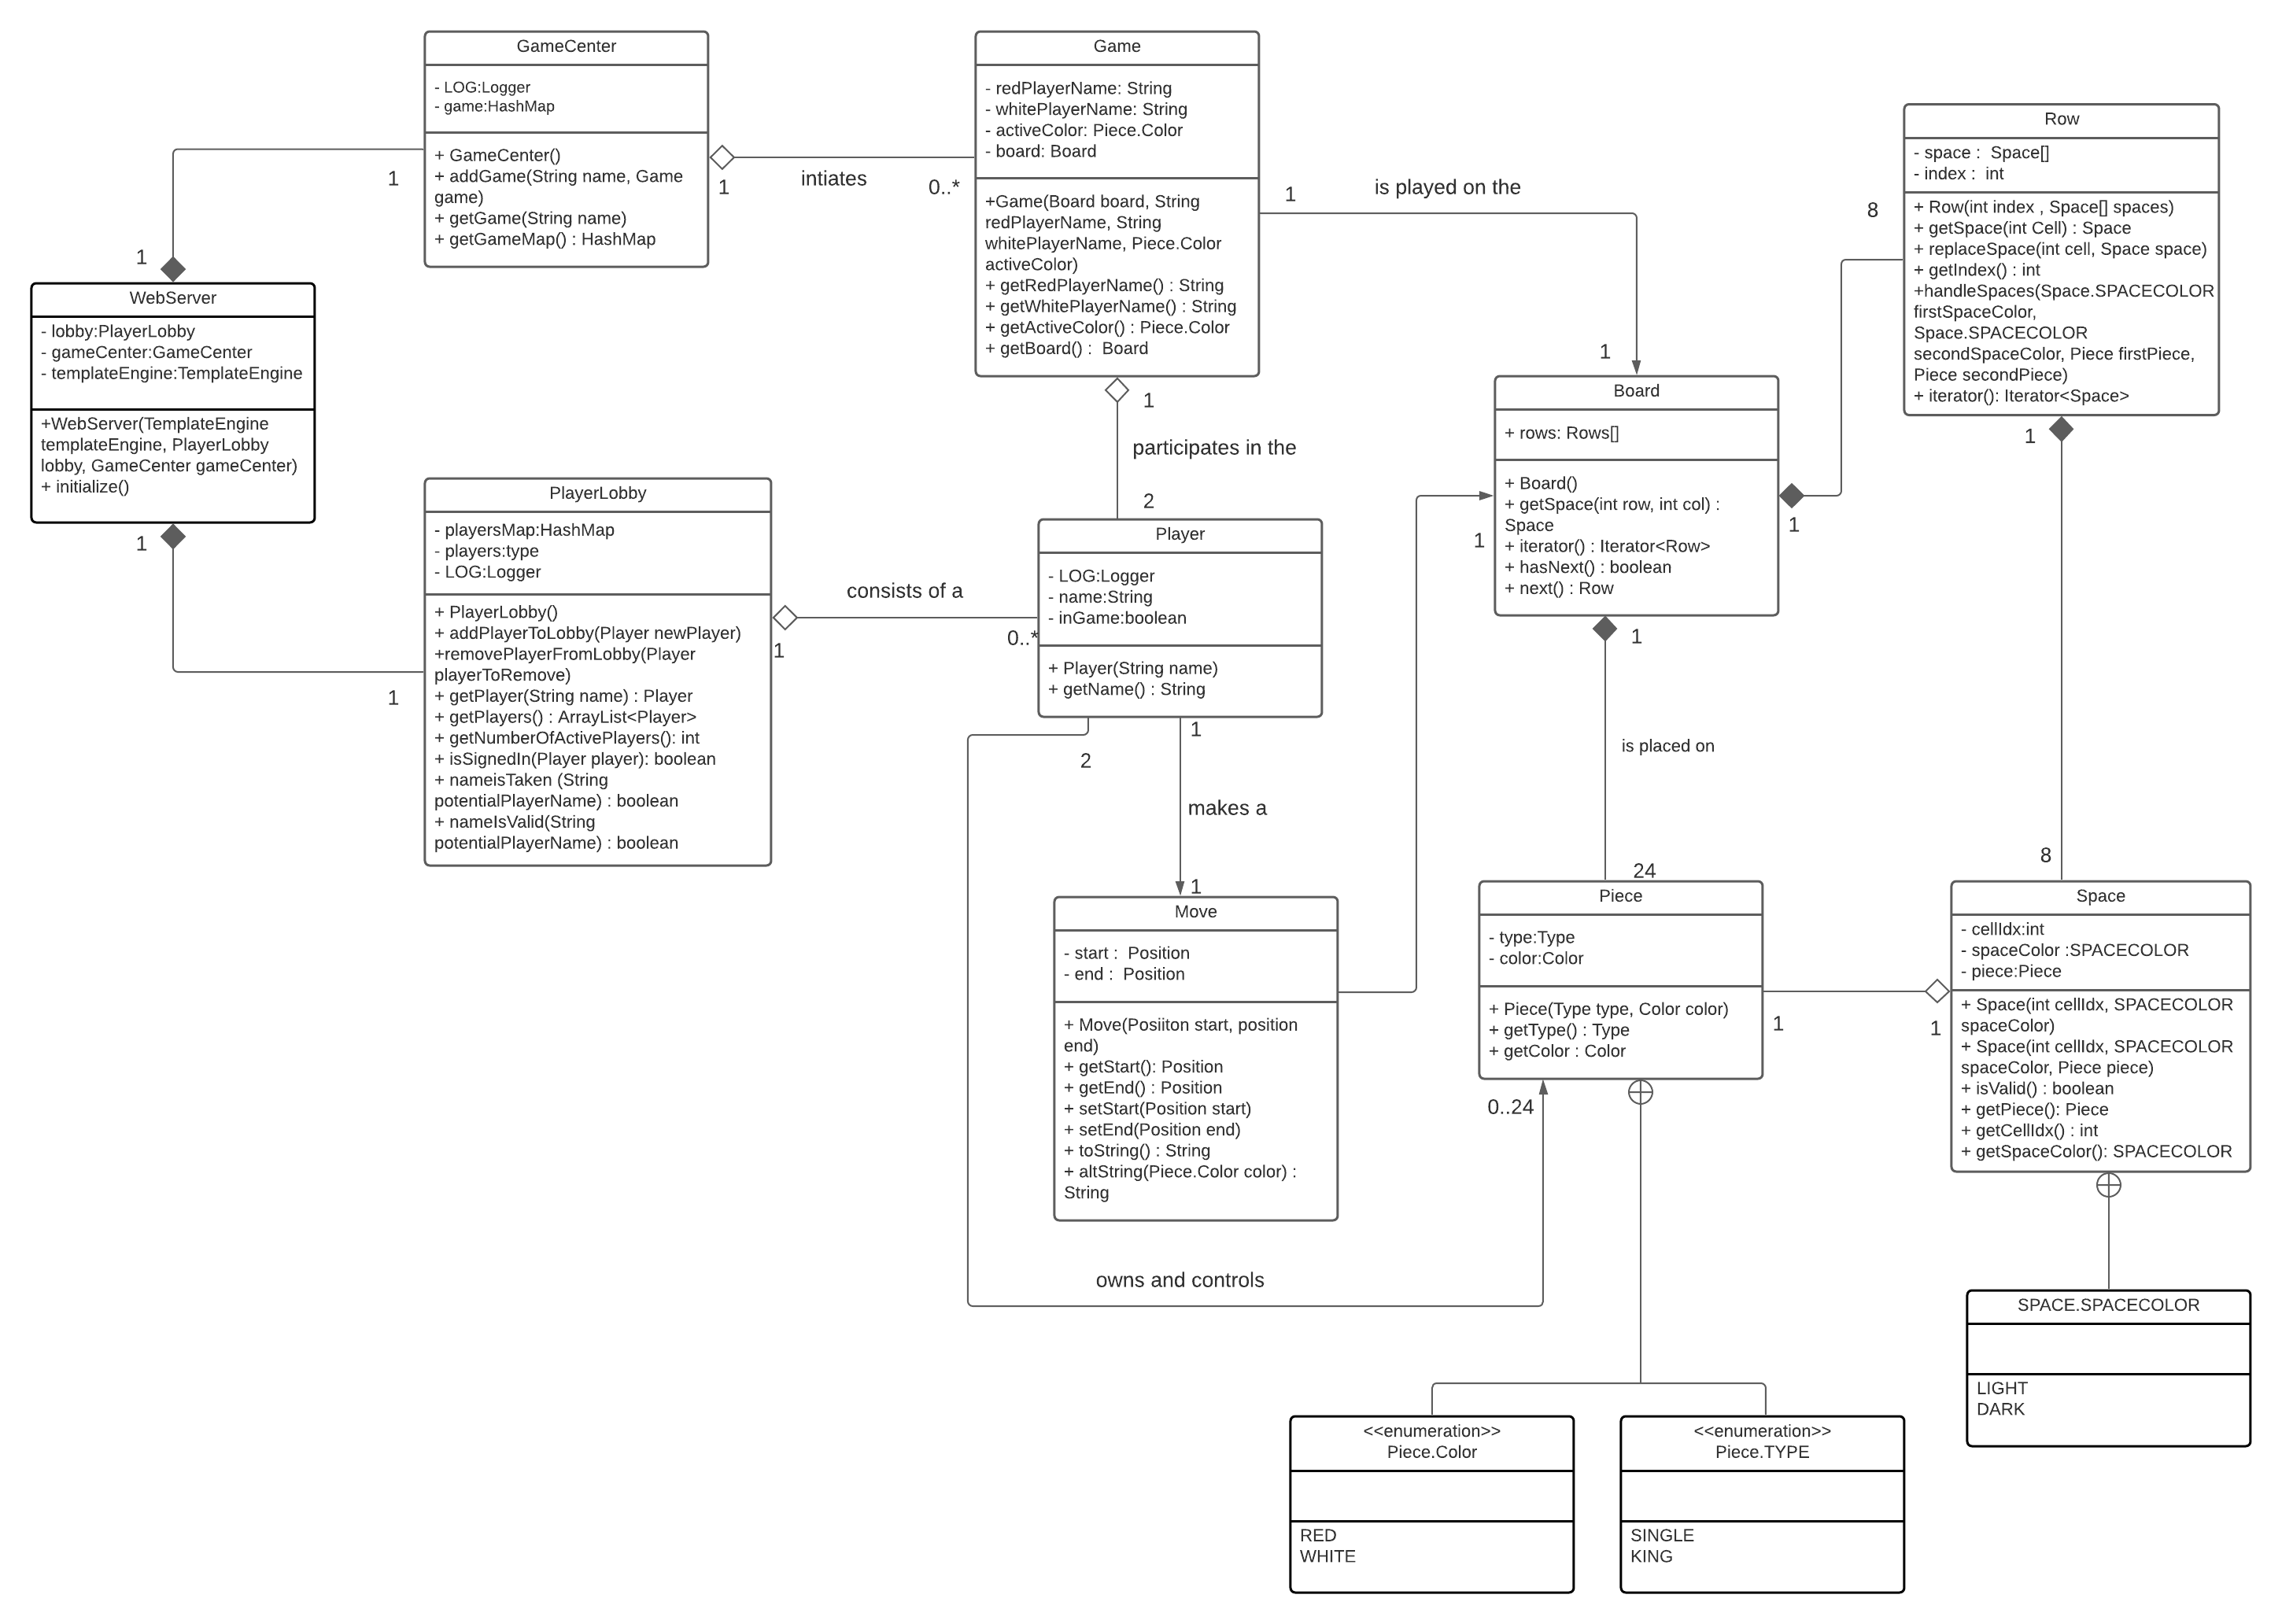 GameCenter
- LOG:Logger
- game:HashMap
+ GameCenter()
+ addGame(String name, Game
game)
+ getGame(String name)
+ getGameMap() : HashMap
1
1
intiates
0..*
Game
- redPlayerName: String
- whitePlayerName: String
- activeColor: Piece.Color
- board: Board
+Game(Board board, String
redPlayerName, String
whitePlayerName, Piece.Color
activeColor)
+ getRedPlayerName() : String
+ getWhitePlayerName() : String
+ getActiveColor() : Piece.Color
+ getBoard() :  Board
1
is played on the
1
8
Row
- space :  Space[]
- index :  int
+ Row(int index , Space[] spaces)
+ getSpace(int Cell) : Space
+ replaceSpace(int cell, Space space)
+ getIndex() : int
+handleSpaces(Space.SPACECOLOR
firstSpaceColor,
Space.SPACECOLOR
secondSpaceColor, Piece firstPiece,
Piece secondPiece)
+ iterator(): Iterator<Space>
1
1
WebServer
- lobby:PlayerLobby
- gameCenter:GameCenter
- templateEngine:TemplateEngine
+WebServer(TemplateEngine
templateEngine, PlayerLobby
lobby, GameCenter gameCenter)
+ initialize()
1
1
participates in the
2
Board
+ rows: Rows[]
+ Board()
+ getSpace(int row, int col) :
Space
+ iterator() : Iterator<Row>
+ hasNext() : boolean
+ next() : Row
1
1
1
PlayerLobby
- playersMap:HashMap
- players:type
- LOG:Logger
+ PlayerLobby()
+ addPlayerToLobby(Player newPlayer)
+removePlayerFromLobby(Player
playerToRemove)
+ getPlayer(String name) : Player
+ getPlayers() : ArrayList<Player>
+ getNumberOfActivePlayers(): int
+ isSignedIn(Player player): boolean
+ nameisTaken (String
potentialPlayerName) : boolean
+ nameIsValid(String
potentialPlayerName) : boolean
1
consists of a
0..*
1
Player
- LOG:Logger
- name:String
- inGame:boolean
+ Player(String name)
+ getName() : String
1
2
makes a
1
is placed on
24
8
Move
- start :  Position
- end :  Position
+ Move(Posiiton start, position
end)
+ getStart(): Position
+ getEnd() : Position
+ setStart(Position start)
+ setEnd(Position end)
+ toString() : String
+ altString(Piece.Color color) :
String
Piece
- type:Type
- color:Color
+ Piece(Type type, Color color)
+ getType() : Type
+ getColor : Color
1
1
0..24
Space
- cellIdx:int
- spaceColor :SPACECOLOR
- piece:Piece
+ Space(int cellIdx, SPACECOLOR
spaceColor)
+ Space(int cellIdx, SPACECOLOR
spaceColor, Piece piece)
+ isValid() : boolean
+ getPiece(): Piece
+ getCellIdx() : int
+ getSpaceColor(): SPACECOLOR
owns and controls
SPACE.SPACECOLOR
LIGHT
DARK
<<enumeration>>
Piece.Color
RED
WHITE
<<enumeration>>
Piece.TYPE
SINGLE
KING